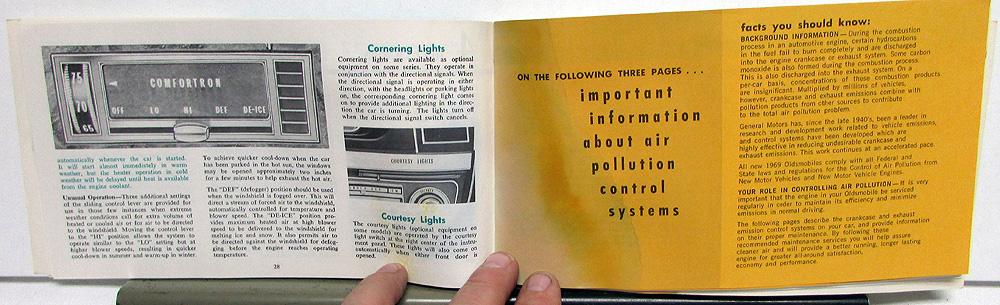 75
70
65
COMFORTRON
OFF LO HI DEF DE-ICE
automatically whenever the car is started.
It will start almost immediately in warm
weather, but the heater operation in cold
weather will be delayed until heat is available
from the engine coolant.
Unusual Operation—Three additional settings
of the sliding control lever are provided for
use in those few instances when extreme
weather conditions call for extra volume of
heated or cooled air or for air to be directed
to the windshield. Moving the control lever
to the "HI" position allows the system to
operate similar to the "LO" setting but at
higher blower speeds, resulting in quicker
cool-down in summer and warm-up in winter.
To achieve quicker cool-down when the car
has been parked in the hot sun, the windows
may be opened approximately two inches
for a few minutes to help exhaust the hot air.
The "DEF" (defogger) position should be used
when the windshield is fogged over. This will
direct a stream of forced air to the windshield,
automatically controlled for temperature and
blower speed. The "DE-ICE" position pro-
vides maximum heated air at high blower
speed to be delivered to the windshield for
melting ice and snow. It also permits air to
be directed against the windshield for defog-
ging before the engine reaches operating
temperature.
28
Cornering Lights
Cornering lights are available as optional
equipment on some series. They operate in
conjunction with the directional signals. When
the directional signal is operating in either
direction, with the headlights or parking lights
on, the corresponding cornering light comes
on to provide additional lighting in the direc-
tion the car is turning. The lights turn off
when the directional signal switch cancels.
COURTESY LIGHTS
Courtesy Lights
The courtesy lights (optional equipment on
some models) are operated by the courtesy
light switch at the right center of the instru-
ment panel. These lights will also come on
automatically when either front door is
opened.
ON THE FOLLOWING THREE PAGES . . .
important
information
about air
pollution
control
systems
facts you should know:
BACKGROUND INFORMATION — During the combustion
process in an automotive engine, certain hydrocarbons
in the fuel fail to burn completely and are discharged
into the engine crankcase or exhaust system. Some carbon
monoxide is also formed during the combustion process.
This is also discharged into the exhaust system. On a
per-car basis, concentrations of these combustion products
are insignificant. Multiplied by millions of vehicles,
however, crankcase and exhaust emissions combine with
pollution products from other sources to contribute
to the total air pollution problem.
General Motors has, since the late 1940's, been a leader in
research and development work related to vehicle emissions,
and control systems have been developed which are
highly effective in reducing undesirable crankcase and
exhaust emissions. This work continues at an accelerated pace.
All new 1969 Oldsmobiles comply with all Federal and
State laws and regulations for the Control of Air Pollution from
New Motor Vehicles and New Motor Vehicle Engines.
YOUR ROLE IN CONTROLLING AIR POLLUTION — It is very
important that the engine in your Oldsmobile be serviced
regularly in order to maintain its efficiency and minimize
emissions in normal driving.
The following pages describe the crankcase and exhaust
emission control systems on your car, and provide information
on their proper maintenance. By following these
recommended maintenance services you will help assure
cleaner air and will provide a better running, longer lasting
engine for greater all-around satisfaction,
economy and performance.